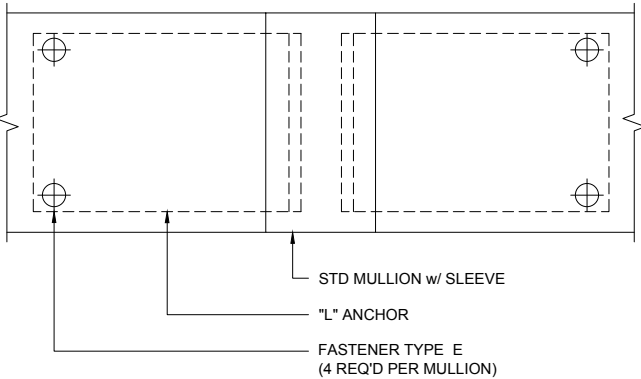 STD MULLION w/ SLEEVE
"L" ANCHOR
FASTENER TYPE E
(4 REQ'D PER MULLION)